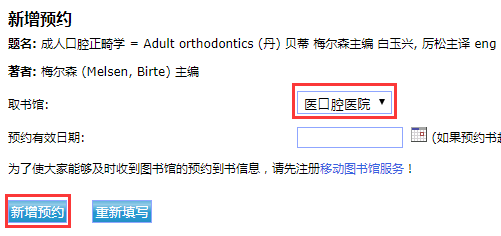 新增预约
题名: 成人口腔正畸学 = Adult orthodontics (丹) 贝蒂 梅尔森主编 白玉兴, 厉松主译 eng
著者: 梅尔森 (Melsen, Birte) 主编
取书馆: 医口腔医院
预约有效日期: (如果预约书起
为了使大家能够及时收到图书馆的预约到书信息，请先注册移动图书馆服务！
新增预约 重新填写